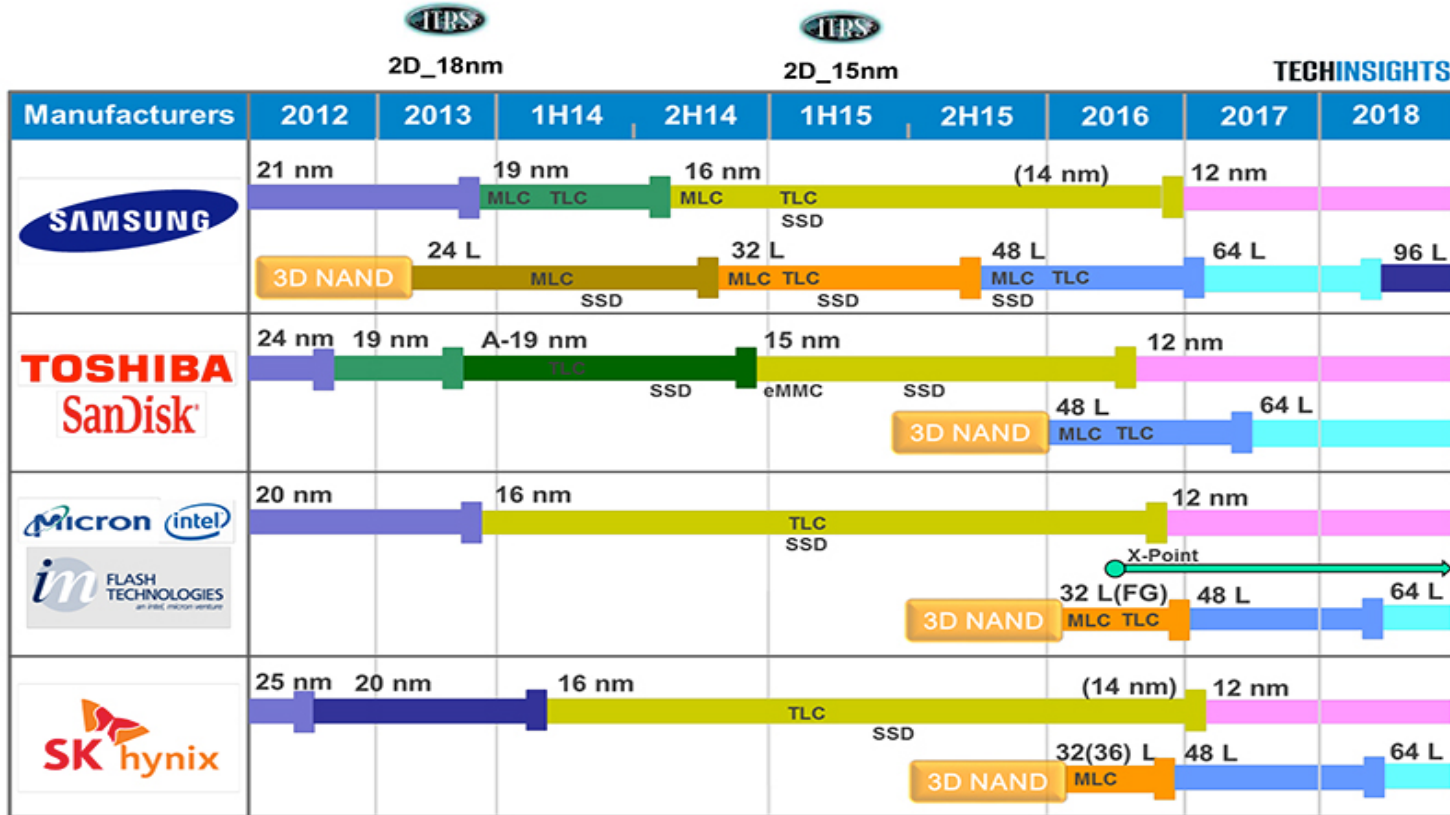 ITRS
ITRS
2D_18nm
2D_15nm
TECHINSIGHTS
Manufacturers 2012 2013 1H14 2H14 1H15 2H15 2016 2017 2018
21 nm 19 nm 16 nm (14 nm) 12 nm
SAMSUNG
MLC TLC MLC TLC
SSD
24 L 32 L 48 L 64 L 96 L
3D NAND MLC MLC TLC MLC TLC
SSD SSD SSD
24 nm 19 nm A-19 nm 15 nm 12 nm
TOSHIBA
TLC
SanDisk
SSD eMMC SSD
48 L 64 L
3D NAND MLC TLC
20 nm 16 nm 12 nm
Micron intel
TLC
SSD
X-Point
im FLASH
TECHNOLOGIES
an intel, micron venture
32 L(FG) 48 L 64 L
3D NAND MLC TLC
25 nm 20 nm 16 nm (14 nm) 12 nm
TLC
SSD
SK hynix
32(36) L 48 L 64 L
3D NAND MLC